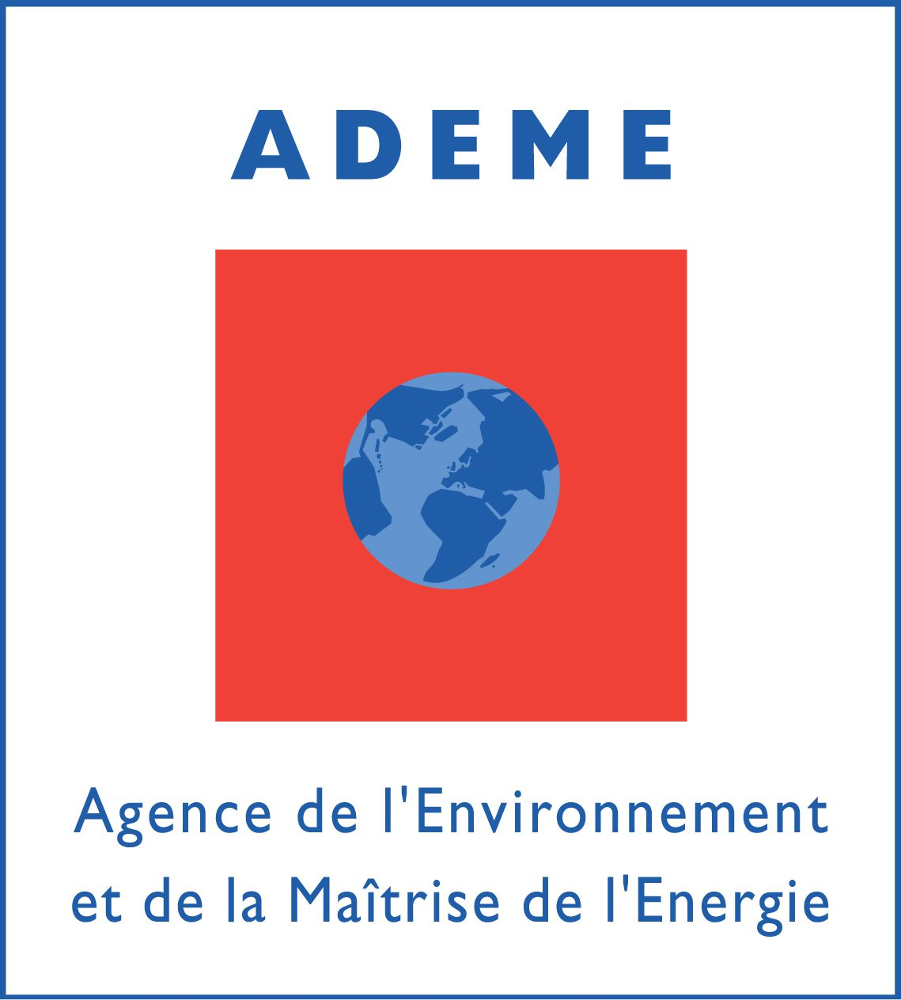 ADEME
Agence de l'Environnement
et de la Maîtrise de l'Energie